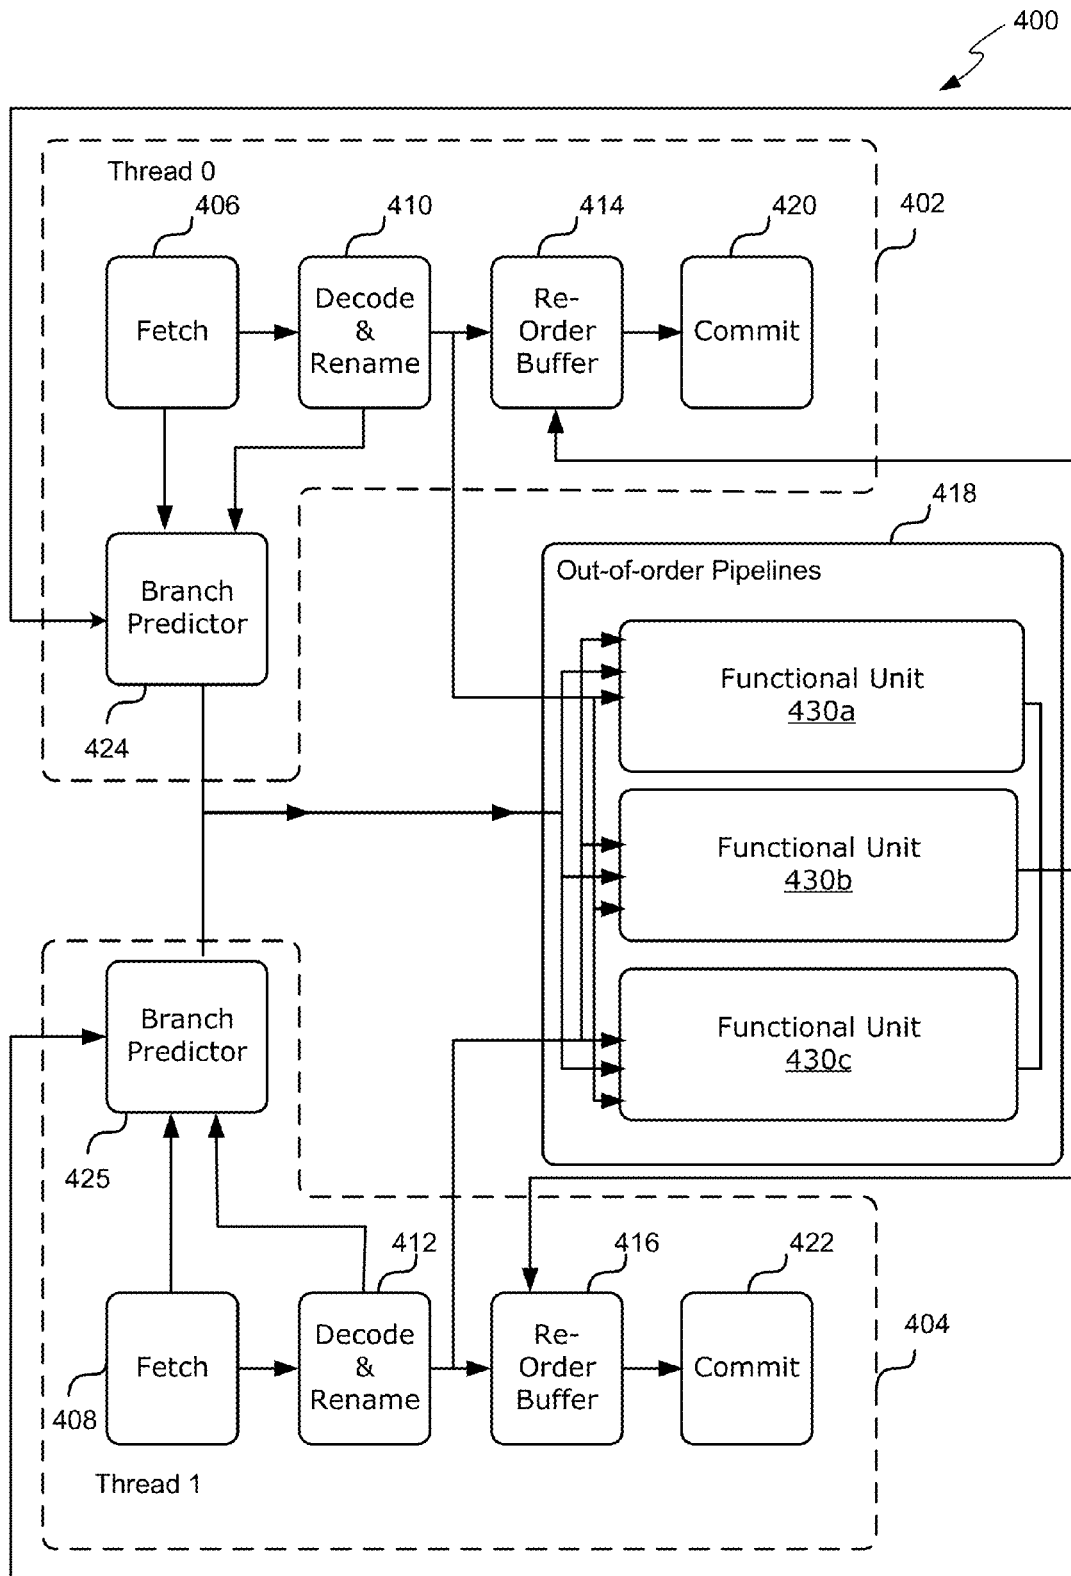 400
Thread 0
406
410
414
420
402
Fetch
Decode
&
Rename
Re-
Order
Buffer
Commit
418
Out-of-order Pipelines
Branch
Predictor
424
Functional Unit
430a
Functional Unit
430b
Functional Unit
430c
Branch
Predictor
425
412
416
422
404
Fetch
Decode
&
Rename
Re-
Order
Buffer
Commit
408
Thread 1